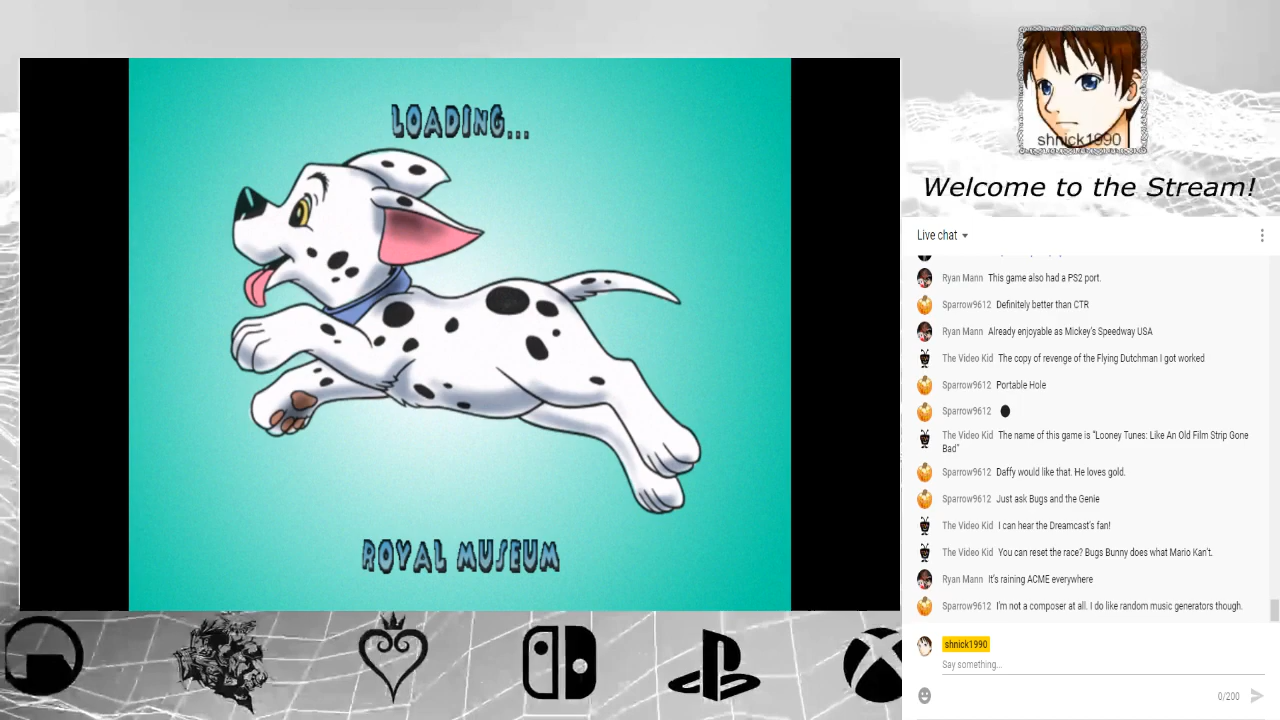 LOADING...
ROYAL MUSEUM
shnick1990
Welcome to the Stream!
Live chat
Ryan Mann This game also had a PS2 port.
Sparrow9612 Definitely better than CTR
Ryan Mann Already enjoyable as Mickey's Speedway USA
The Video Kid The copy of revenge of the Flying Dutchman I got worked
Sparrow9612 Portable Hole
Sparrow9612
The Video Kid The name of this game is "Looney Tunes: Like An Old Film Strip Gone
Bad"
Sparrow9612 Daffy would like that. He loves gold.
Sparrow9612 Just ask Bugs and the Genie
The Video Kid I can hear the Dreamcast's fan!
The Video Kid You can reset the race? Bugs Bunny does what Mario Kan't.
Ryan Mann It's raining ACME everywhere
Sparrow9612 I'm not a composer at all. I do like random music generators though.
shnick1990
Say something...
0/200